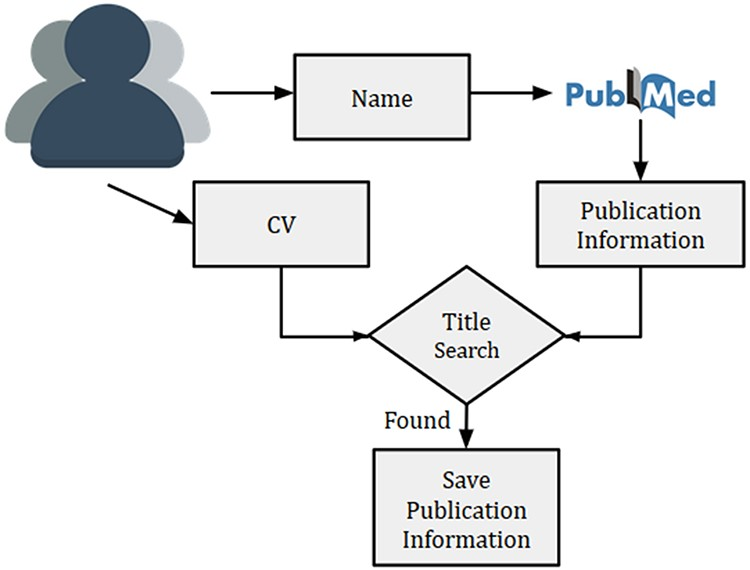 Name
PubMed
CV
Publication
Information
Title
Search
Found
Save
Publication
Information